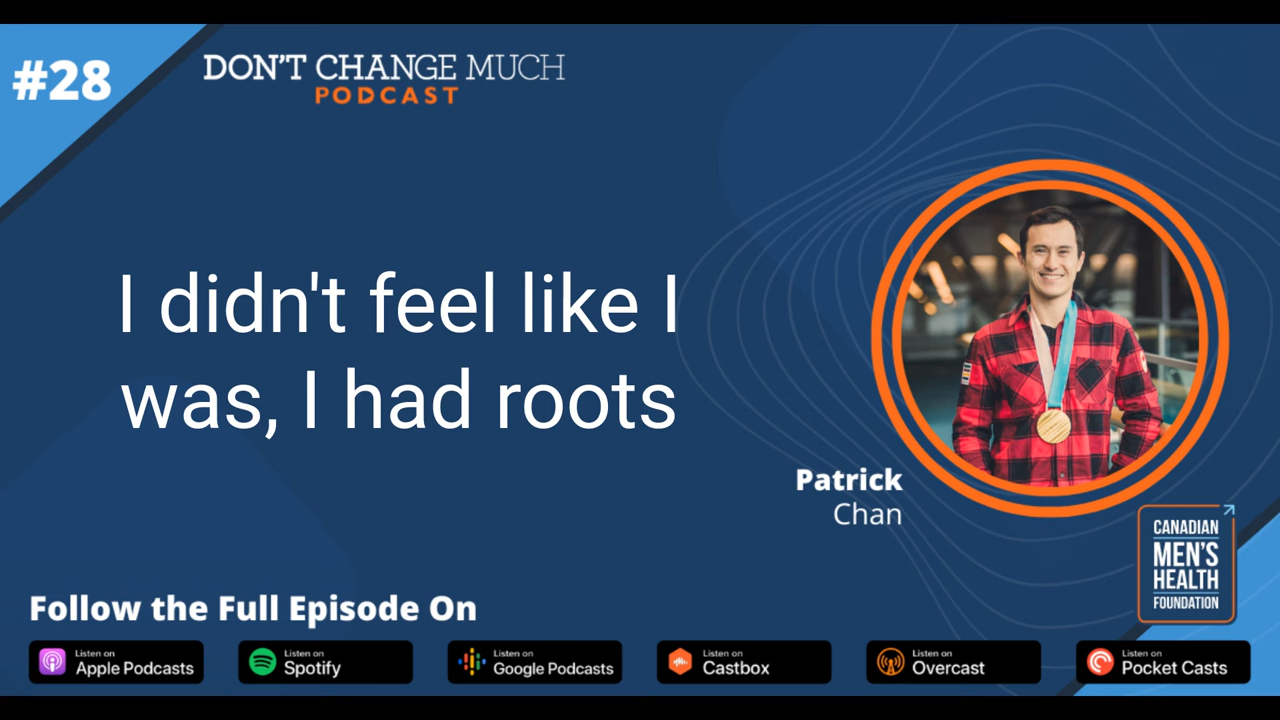 #28
DON'T CHANGE MUCH
PODCAST
I didn't feel like I
was, I had roots
Patrick
Chan
CANADIAN
MEN'S
HEALTH
FOUNDATION
Follow the Full Episode On
Listen on
Apple Podcasts
Listen on
Spotify
Listen on
Google Podcasts
Listen on
Castbox
Listen on
Overcast
Listen on
Pocket Casts